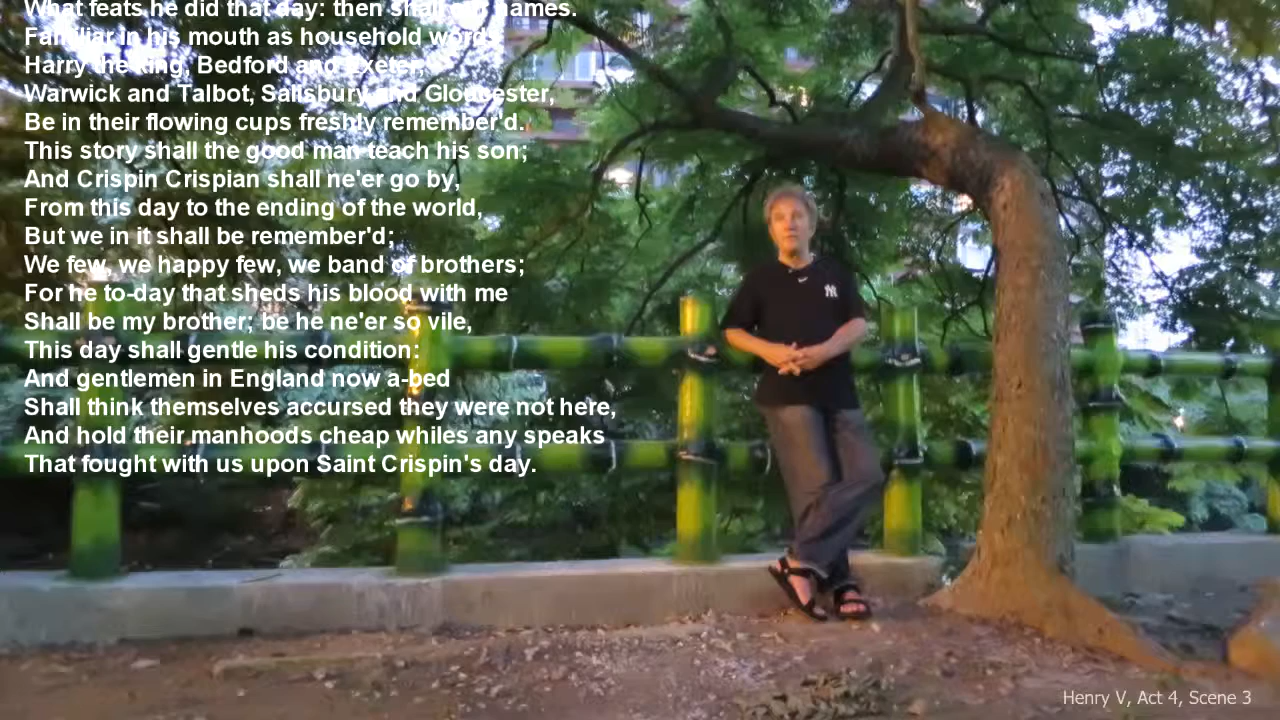 What feats he did that day: then shall our names.
Familiar in his mouth as household words
Harry the king, Bedford and Exeter,
Warwick and Talbot, Salisbury and Gloucester,
Be in their flowing cups freshly remember'd.
This story shall the good man teach his son;
And Crispin Crispian shall ne'er go by,
From this day to the ending of the world,
But we in it shall be remember'd;
We few, we happy few, we band of brothers;
For he to-day that sheds his blood with me
Shall be my brother; be he ne'er so vile,
This day shall gentle his condition:
And gentlemen in England now a-bed
Shall think themselves accursed they were not here,
And hold their manhoods cheap whiles any speaks
That fought with us upon Saint Crispin's day.
NY
Henry V, Act 4, Scene 3